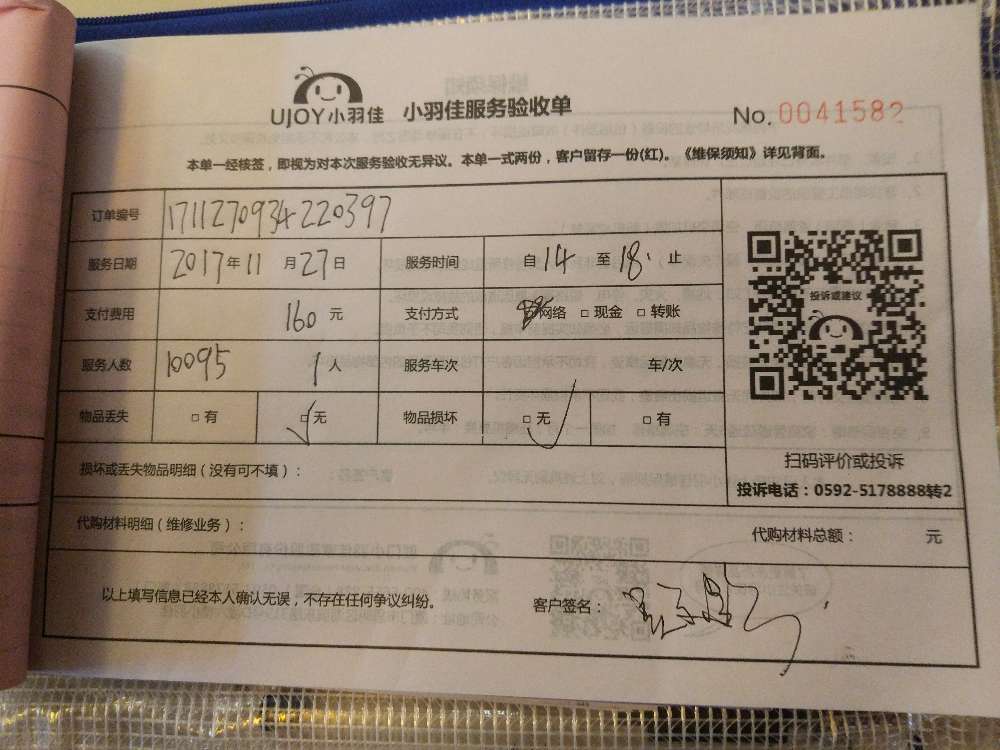 UJOY小羽佳 小羽佳服务验收单 No. 0041582
本单一经核签，即视为对本次服务验收无异议。本单一式两份，客户留存一份(红)。《维保须知》详见背面。
订单编号 1711270934220397
服务日期 2017年11月27日 服务时间 自14至18止
支付费用 160元 支付方式 网络 □ 现金 □ 转账
服务人数 10095 1人 服务车次 车/次
物品丢失 □ 有 □ 无 物品损坏 □ 无 □ 有
投诉或建议
扫码评价或投诉
投诉电话：0592-5178888转2
损坏或丢失物品明细（没有可不填）：
代购材料明细（维修业务）： 代购材料总额： 元
以上填写信息已经本人确认无误，不存在任何争议纠纷。 客户签名：